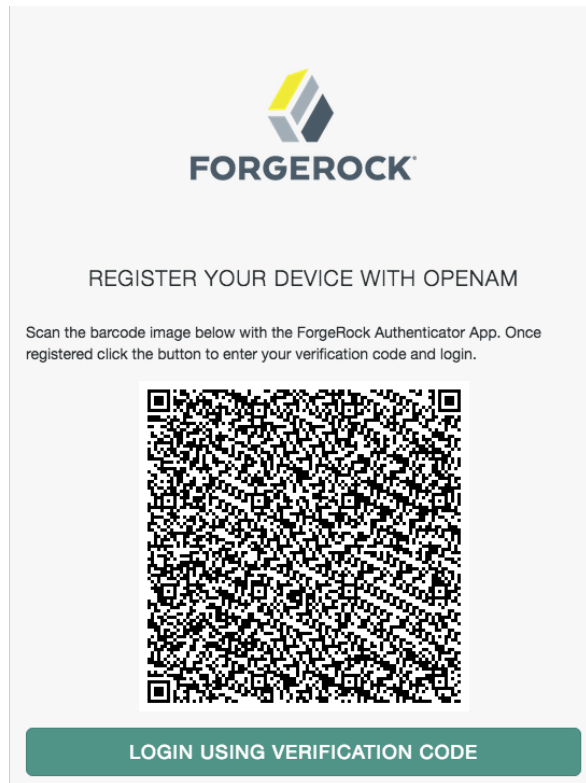 FORGEROCK
REGISTER YOUR DEVICE WITH OPENAM
Scan the barcode image below with the ForgeRock Authenticator App. Once
registered click the button to enter your verification code and login.
LOGIN USING VERIFICATION CODE